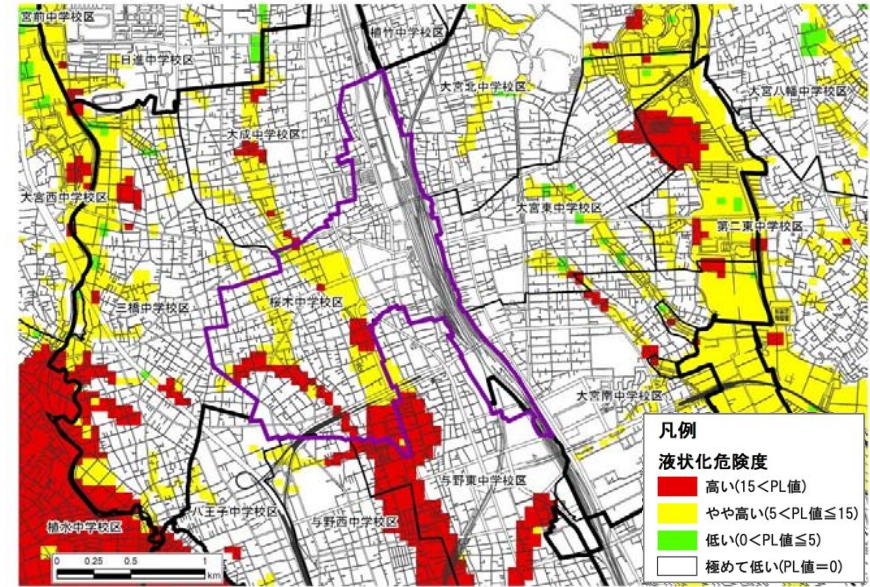 宮前中学校区
植竹中学校区
日進中学校区
大宮北中学校区
大宮八幡中学校区
大成中学校区
大宮西中学校区
大宮東中学校区
第二東中学校区
三橋中学校区
桜木中学校区
大宮南中学校区
与野東中学校区
八王子中学校区
与野西中学校区
植水中学校区
0 0.25 0.5 1
km
凡例
液状化危険度
高い(15<PL値)
やや高い(5<PL値≦15)
低い(0<PL値≦5)
極めて低い(PL値=0)